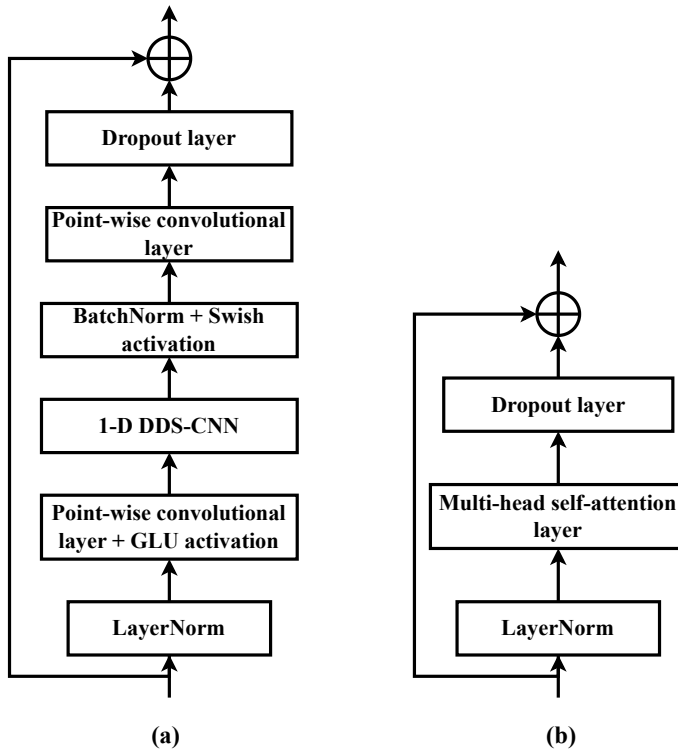 Dropout layer
Point-wise convolutional
layer
BatchNorm + Swish
activation
1-D DDS-CNN
Point-wise convolutional
layer + GLU activation
LayerNorm
(a)
Dropout layer
Multi-head self-attention
layer
LayerNorm
(b)